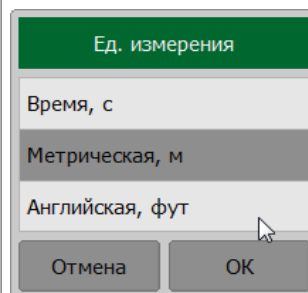 Ед. измерения
Время, с
Метрическая, м
Английская, фут
Отмена
ОК